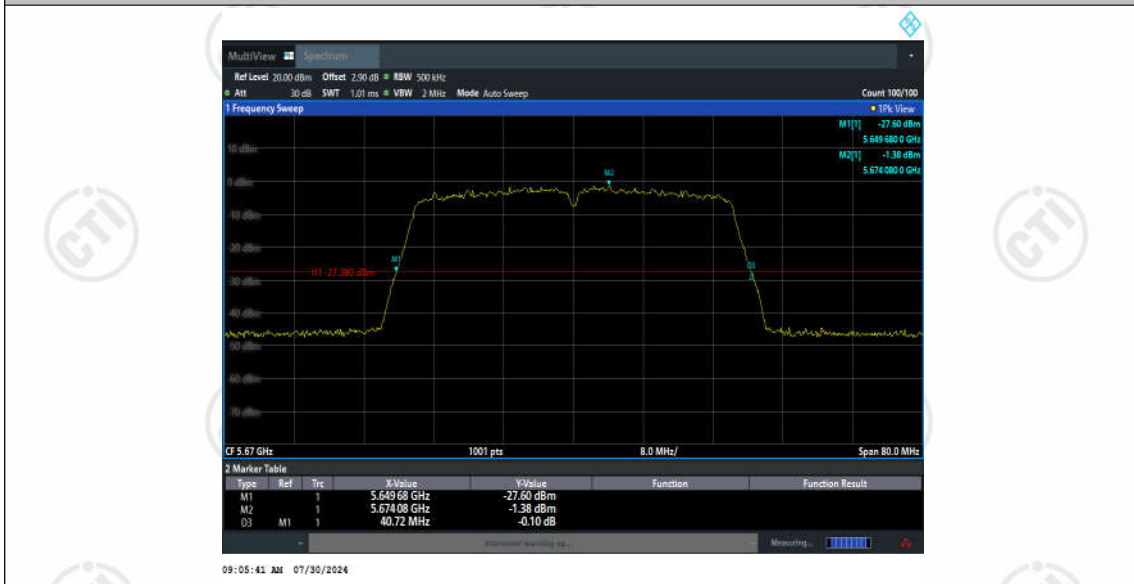 MultiView Spectrum
Ref Level 20.00 dBm Offset 2.90 dB RBW 500 kHz
Att 30 dB SWT 1.01 ms VBW 2 MHz Mode Auto Sweep Count 100/100
1 Frequency Sweep 1Pk View
M1[1] -27.60 dBm
5.649 680 0 GHz
10 dBm
M2[1] -1.38 dBm
5.674 080 0 GHz
M2
0 dBm
-10 dBm
-20 dBm
M1
D3
H1 -27.380 dBm
-30 dBm
-40 dBm
-50 dBm
-60 dBm
-70 dBm
CF 5.67 GHz 1001 pts 8.0 MHz/ Span 80.0 MHz
2 Marker Table
Type Ref Trc X-Value Y-Value Function Function Result
M1 1 5.649 68 GHz -27.60 dBm
M2 1 5.674 08 GHz -1.38 dBm
D3 M1 1 40.72 MHz -0.10 dB
Instrument warming up... Measuring...
09:05:41 AM 07/30/2024
CTI
CTI